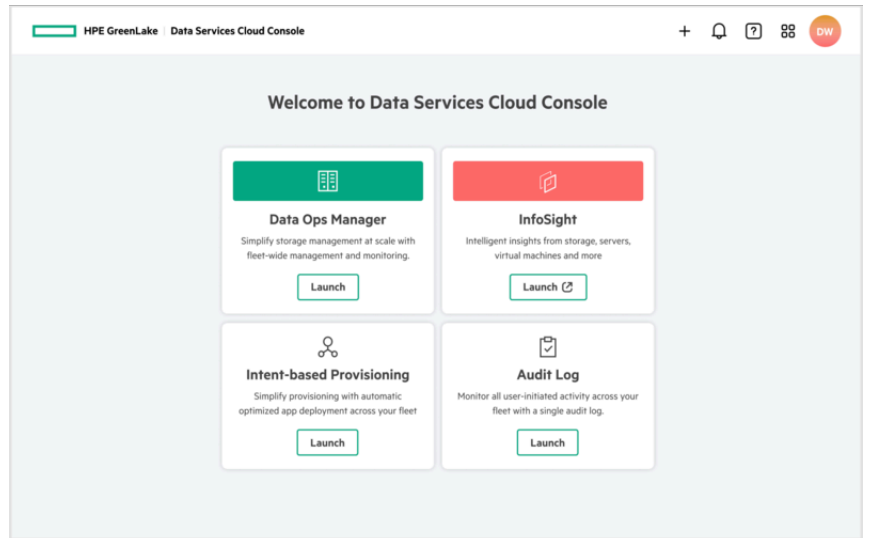 HPE GreenLake | Data Services Cloud Console
DW
Welcome to Data Services Cloud Console
Data Ops Manager
Simplify storage management at scale with
fleet-wide management and monitoring.
Launch
InfoSight
Intelligent insights from storage, servers,
virtual machines and more
Launch
Intent-based Provisioning
Simplify provisioning with automatic
optimized app deployment across your fleet
Launch
Audit Log
Monitor all user-initiated activity across your
fleet with a single audit log.
Launch